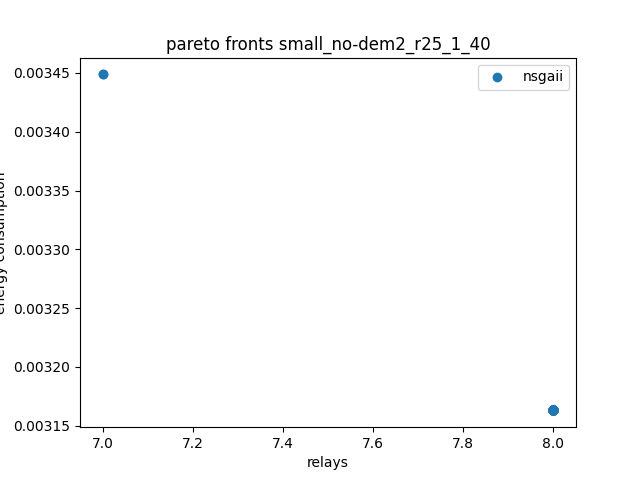 pareto fronts small_no-dem2_r25_1_40
nsgaii
0.00345
0.00340
0.00335
0.00330
0.00325
0.00320
0.00315
energy consumption
7.0 7.2 7.4 7.6 7.8 8.0
relays